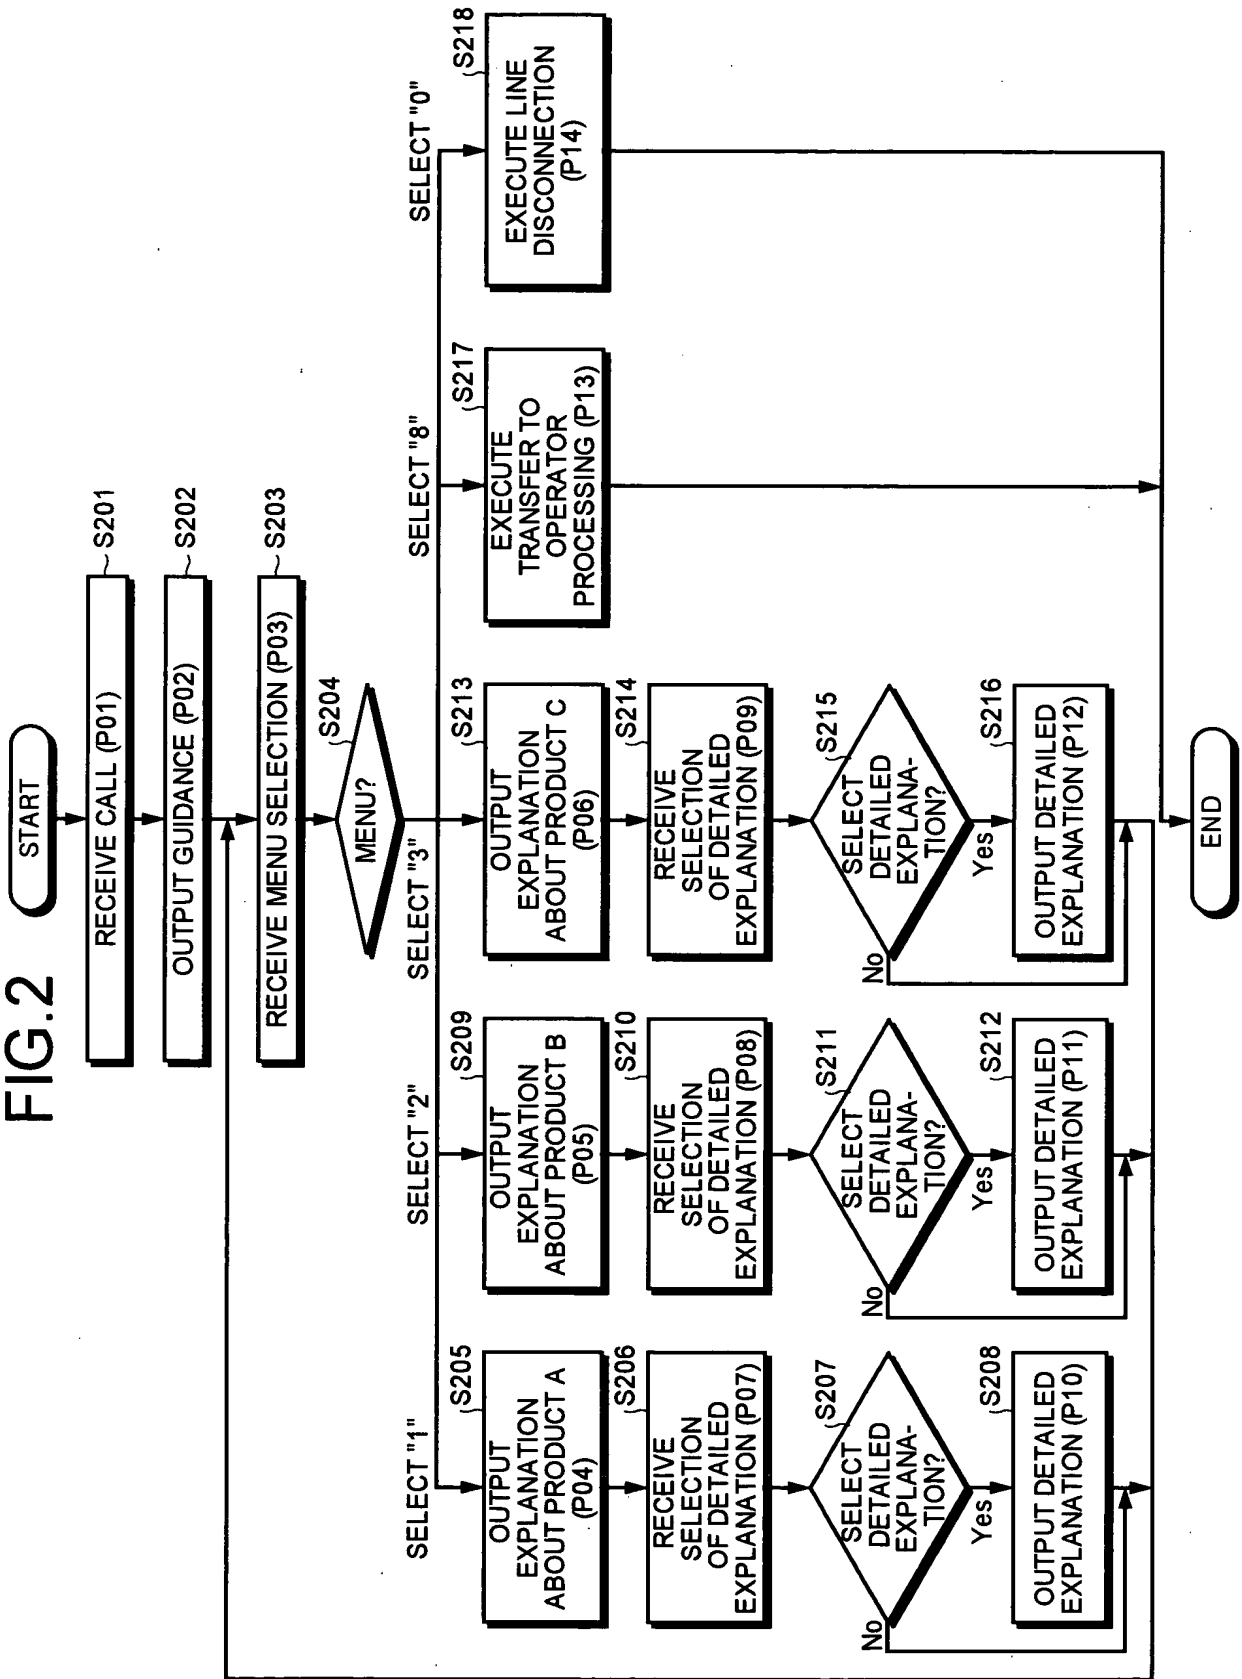 FIG.2
START
RECEIVE CALL (P01)
S201
OUTPUT GUIDANCE (P02)
S202
RECEIVE MENU SELECTION (P03)
S203
MENU?
S204
SELECT "1"
SELECT "2"
SELECT "3"
SELECT "8"
SELECT "0"
S205
OUTPUT
EXPLANATION
ABOUT PRODUCT A
(P04)
S209
OUTPUT
EXPLANATION
ABOUT PRODUCT B
(P05)
S213
OUTPUT
EXPLANATION
ABOUT PRODUCT C
(P06)
S217
EXECUTE
TRANSFER TO
OPERATOR
PROCESSING (P13)
S218
EXECUTE LINE
DISCONNECTION
(P14)
S206
RECEIVE
SELECTION
OF DETAILED
EXPLANATION (P07)
S210
RECEIVE
SELECTION
OF DETAILED
EXPLANATION (P08)
S214
RECEIVE
SELECTION
OF DETAILED
EXPLANATION (P09)
S207
SELECT
DETAILED
EXPLANA-
TION?
No
Yes
S211
SELECT
DETAILED
EXPLANA-
TION?
No
Yes
S215
SELECT
DETAILED
EXPLANA-
TION?
No
Yes
S208
OUTPUT DETAILED
EXPLANATION (P10)
S212
OUTPUT DETAILED
EXPLANATION (P11)
S216
OUTPUT DETAILED
EXPLANATION (P12)
END